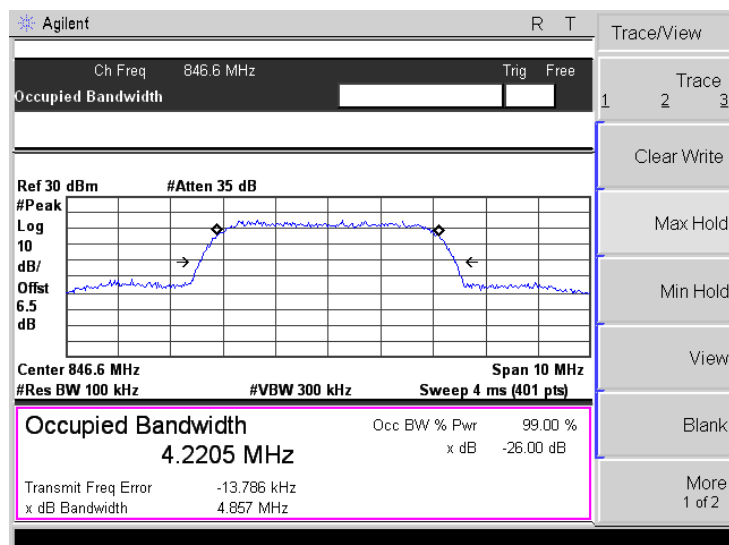 Agilent R T
Trace/View
Ch Freq 846.6 MHz Trig Free
Occupied Bandwidth
Trace
1 2 3
Clear Write
Max Hold
Min Hold
View
Blank
More
1 of 2
Ref 30 dBm #Atten 35 dB
#Peak
Log
10
dB/
Offst
6.5
dB
Center 846.6 MHz Span 10 MHz
#Res BW 100 kHz #VBW 300 kHz Sweep 4 ms (401 pts)
Occupied Bandwidth Occ BW % Pwr 99.00 %
4.2205 MHz x dB -26.00 dB
Transmit Freq Error -13.786 kHz
x dB Bandwidth 4.857 MHz